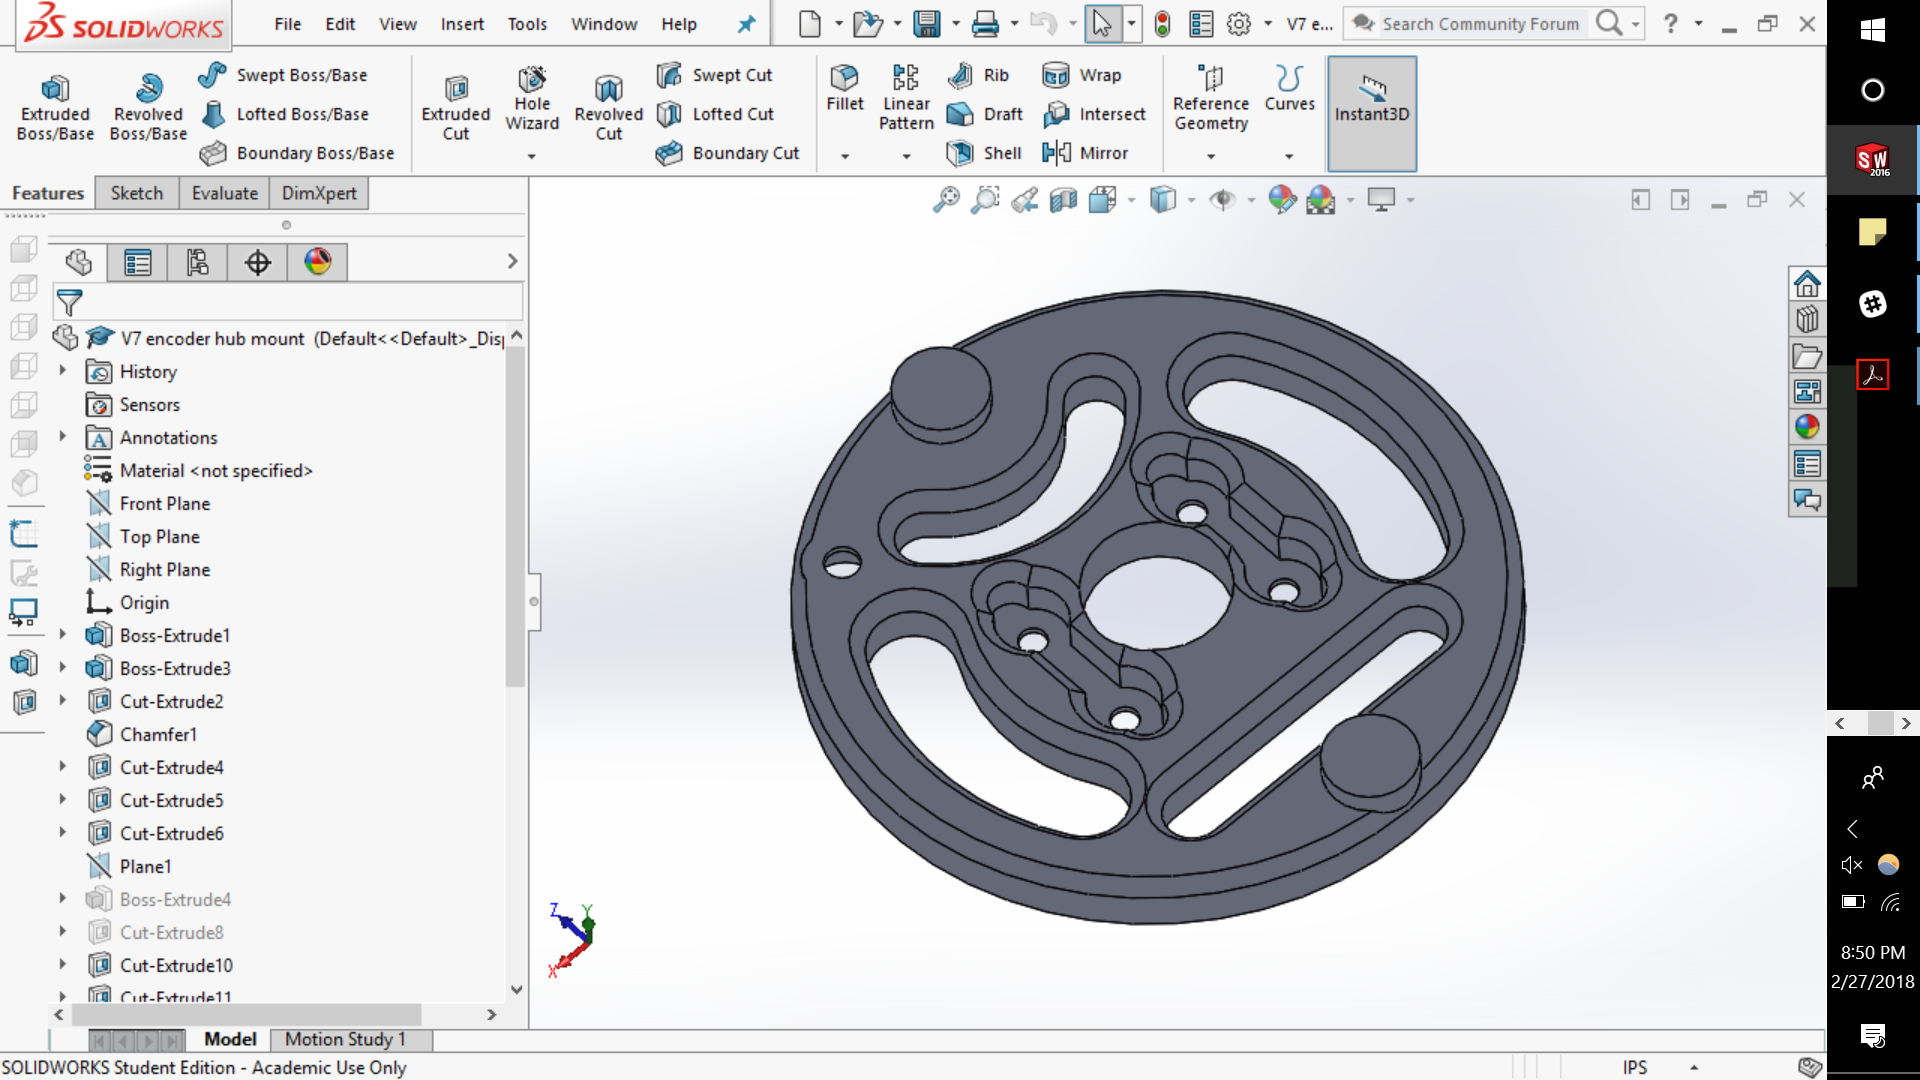 SOLIDWORKS
File Edit View Insert Tools Window Help
V7 e...
Search Community Forum
?
Extruded Boss/Base
Revolved Boss/Base
Swept Boss/Base
Lofted Boss/Base
Boundary Boss/Base
Extruded Cut
Hole Wizard
Revolved Cut
Swept Cut
Lofted Cut
Boundary Cut
Fillet
Linear Pattern
Rib
Draft
Shell
Wrap
Intersect
Mirror
Reference Geometry
Curves
Instant3D
SW
2016
Features Sketch Evaluate DimXpert
V7 encoder hub mount (Default<<Default>_Dis
History
Sensors
A Annotations
Material <not specified>
Front Plane
Top Plane
Right Plane
Origin
Boss-Extrude1
Boss-Extrude3
Cut-Extrude2
Chamfer1
Cut-Extrude4
Cut-Extrude5
Cut-Extrude6
Plane1
Boss-Extrude4
Cut-Extrude8
Cut-Extrude10
Cut-Extrude11
Z Y
X
8:50 PM
2/27/2018
Model Motion Study 1
SOLIDWORKS Student Edition - Academic Use Only
IPS